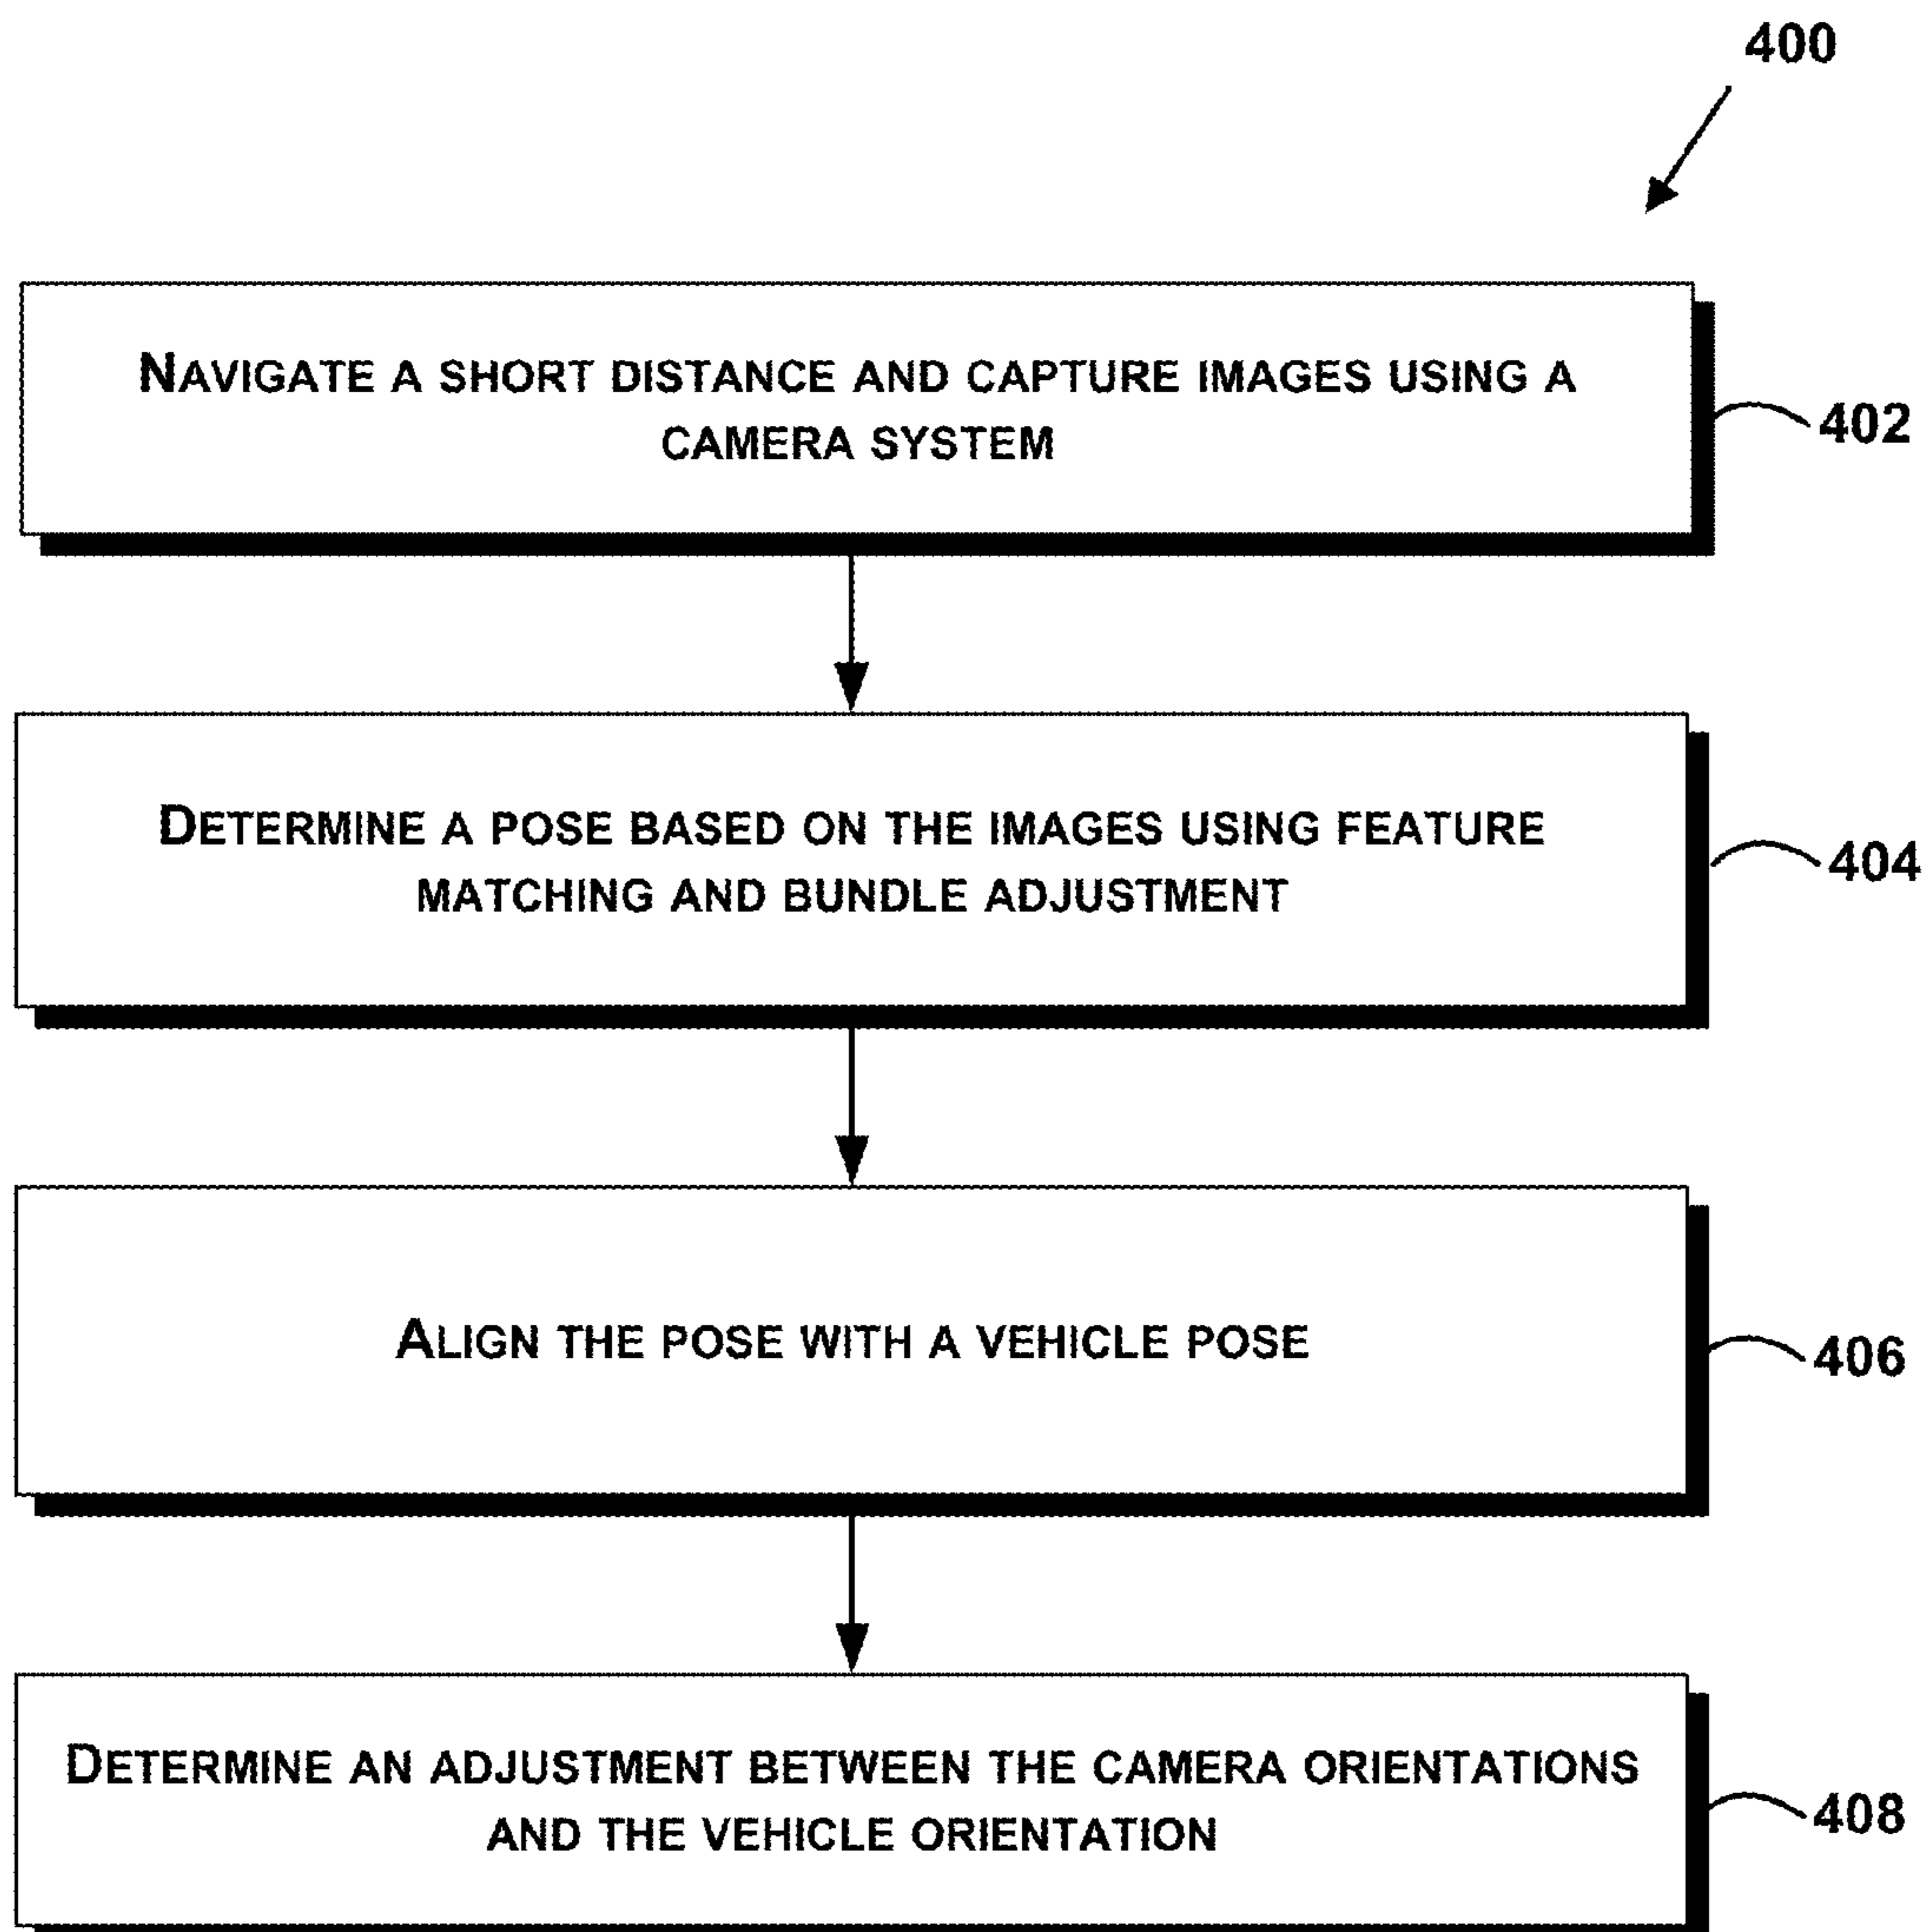 400
NAVIGATE A SHORT DISTANCE AND CAPTURE IMAGES USING A
CAMERA SYSTEM
402
DETERMINE A POSE BASED ON THE IMAGES USING FEATURE
MATCHING AND BUNDLE ADJUSTMENT
404
ALIGN THE POSE WITH A VEHICLE POSE
406
DETERMINE AN ADJUSTMENT BETWEEN THE CAMERA ORIENTATIONS
AND THE VEHICLE ORIENTATION
408